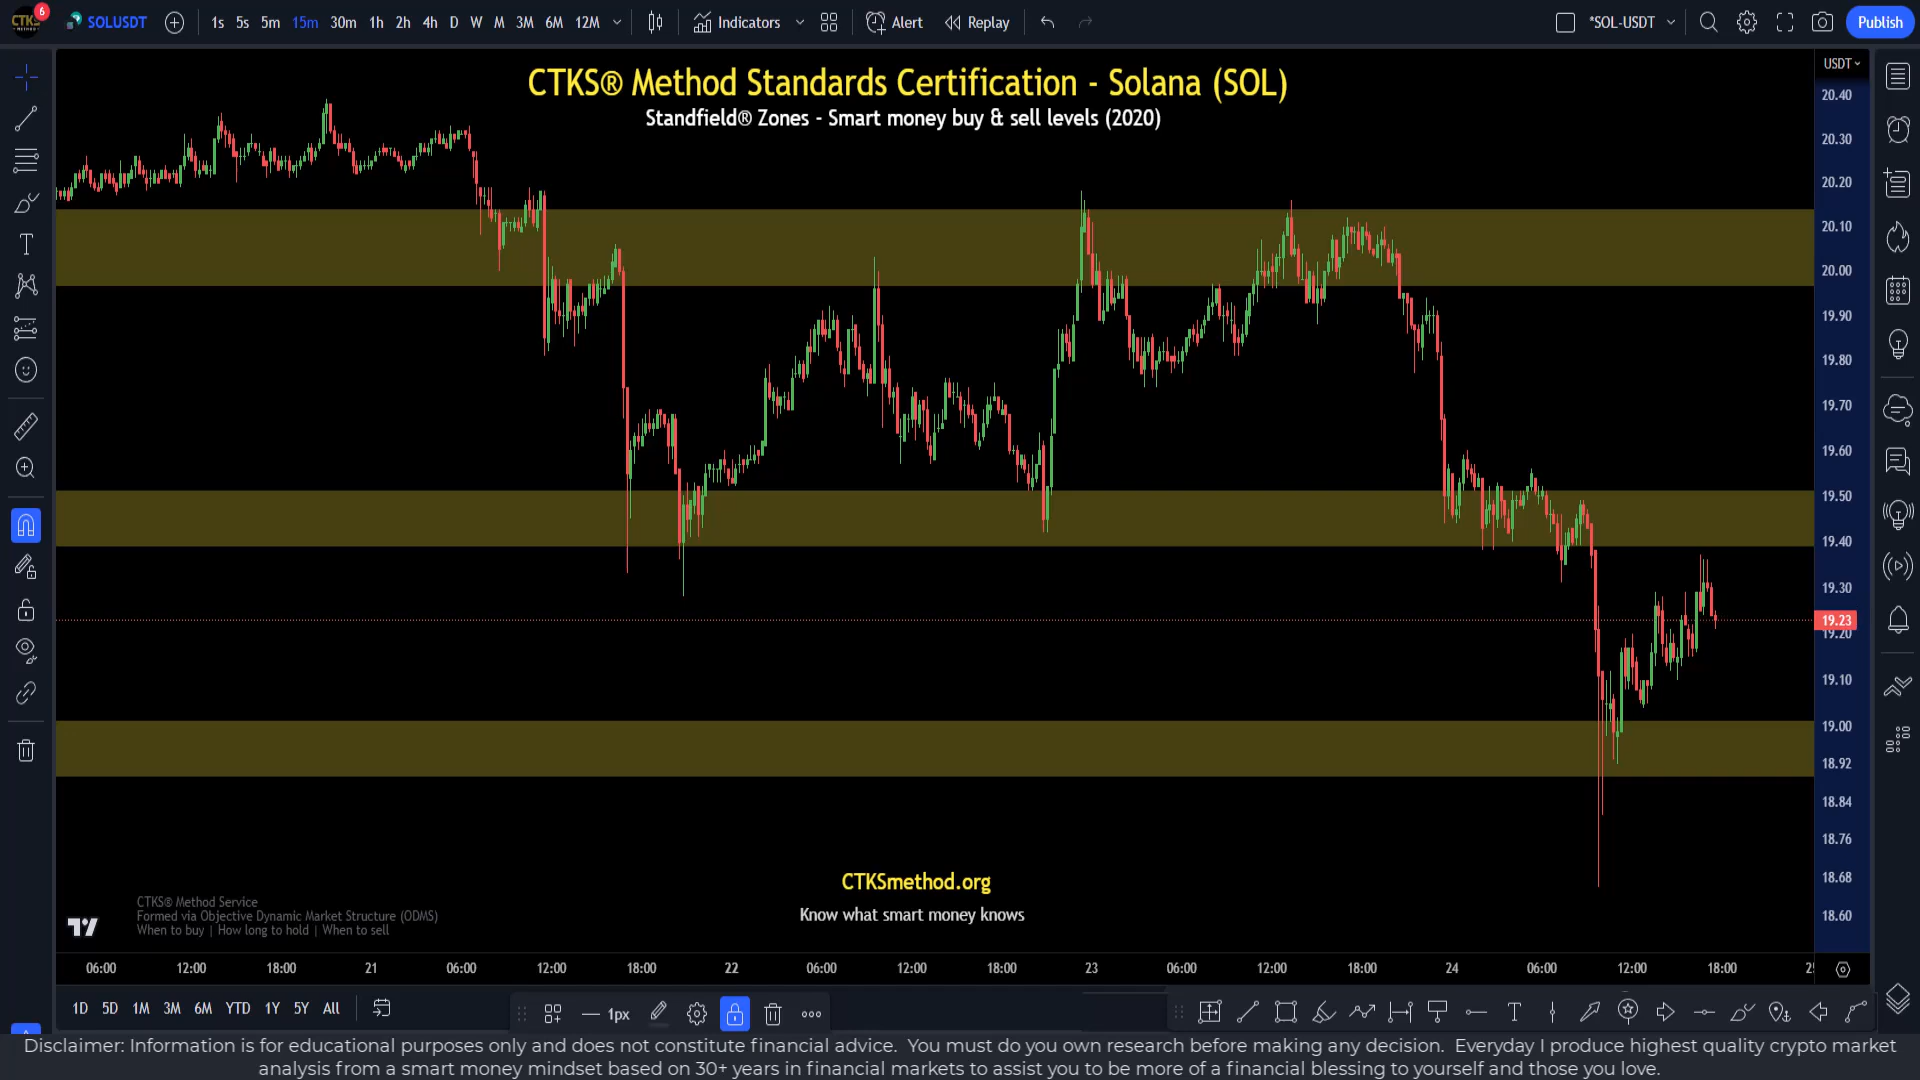 CTKS METHOD 6 SOLUSDT 1s 5s 5m 15m 30m 1h 2h 4h D W M 3M 6M 12M Indicators Alert Replay *SOL-USDT Publish
CTKS® Method Standards Certification - Solana (SOL)
Standfield® Zones - Smart money buy & sell levels (2020)
USDT
20.40
20.30
20.20
20.10
20.00
19.90
19.80
19.70
19.60
19.50
19.40
19.30
19.23
19.20
19.10
19.00
18.92
18.84
18.76
18.68
18.60
CTKSmethod.org
Know what smart money knows
CTKS® Method Service
Formed via Objective Dynamic Market Structure (ODMS)
When to buy | How long to hold | When to sell
06:00 12:00 18:00 21 06:00 12:00 18:00 22 06:00 12:00 18:00 23 06:00 12:00 18:00 24 06:00 12:00 18:00
1D 5D 1M 3M 6M YTD 1Y 5Y All 1px
Disclaimer: Information is for educational purposes only and does not constitute financial advice. You must do you own research before making any decision. Everyday I produce highest quality crypto market
analysis from a smart money mindset based on 30+ years in financial markets to assist you to be more of a financial blessing to yourself and those you love.